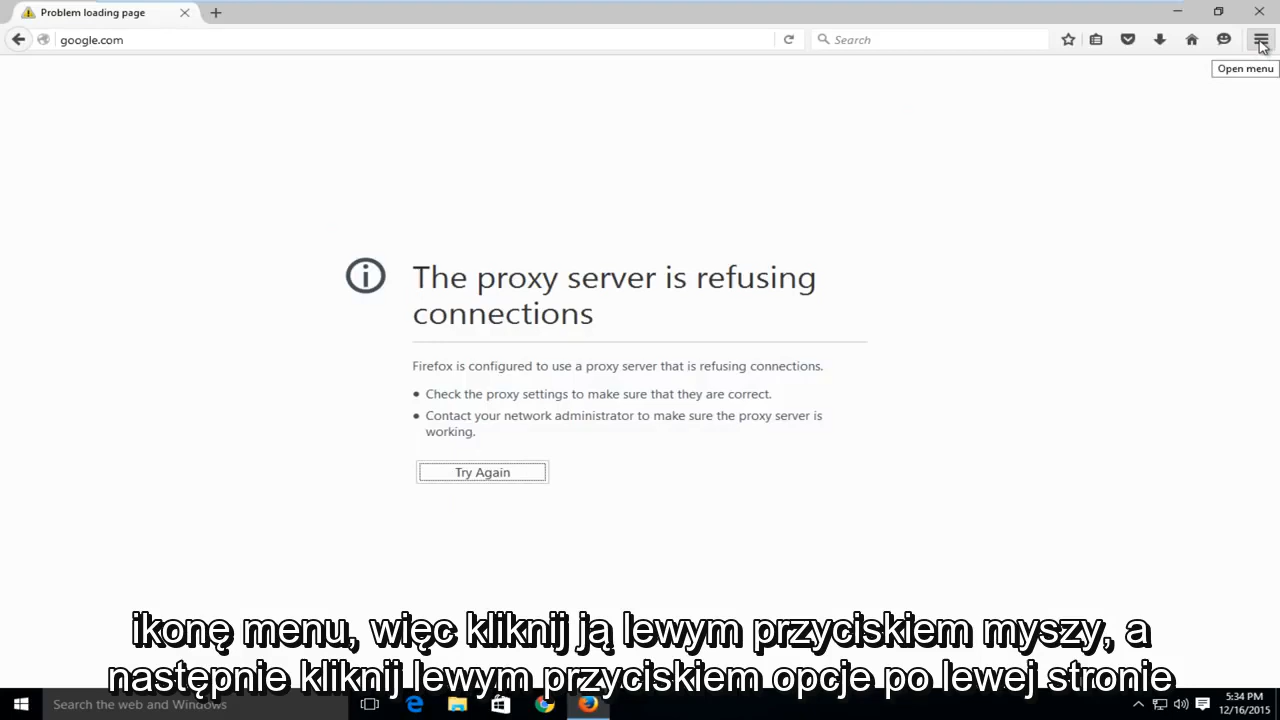 Problem loading page
google.com
Search
Open menu
The proxy server is refusing
connections
Firefox is configured to use a proxy server that is refusing connections.
Check the proxy settings to make sure that they are correct.
Contact your network administrator to make sure the proxy server is
working.
Try Again
ikonę menu, więc kliknij ją lewym przyciskiem myszy, a
następnie kliknij lewym przyciskiem opcje po lewej stronie
Search the web and Windows
5:34 PM
12/16/2015